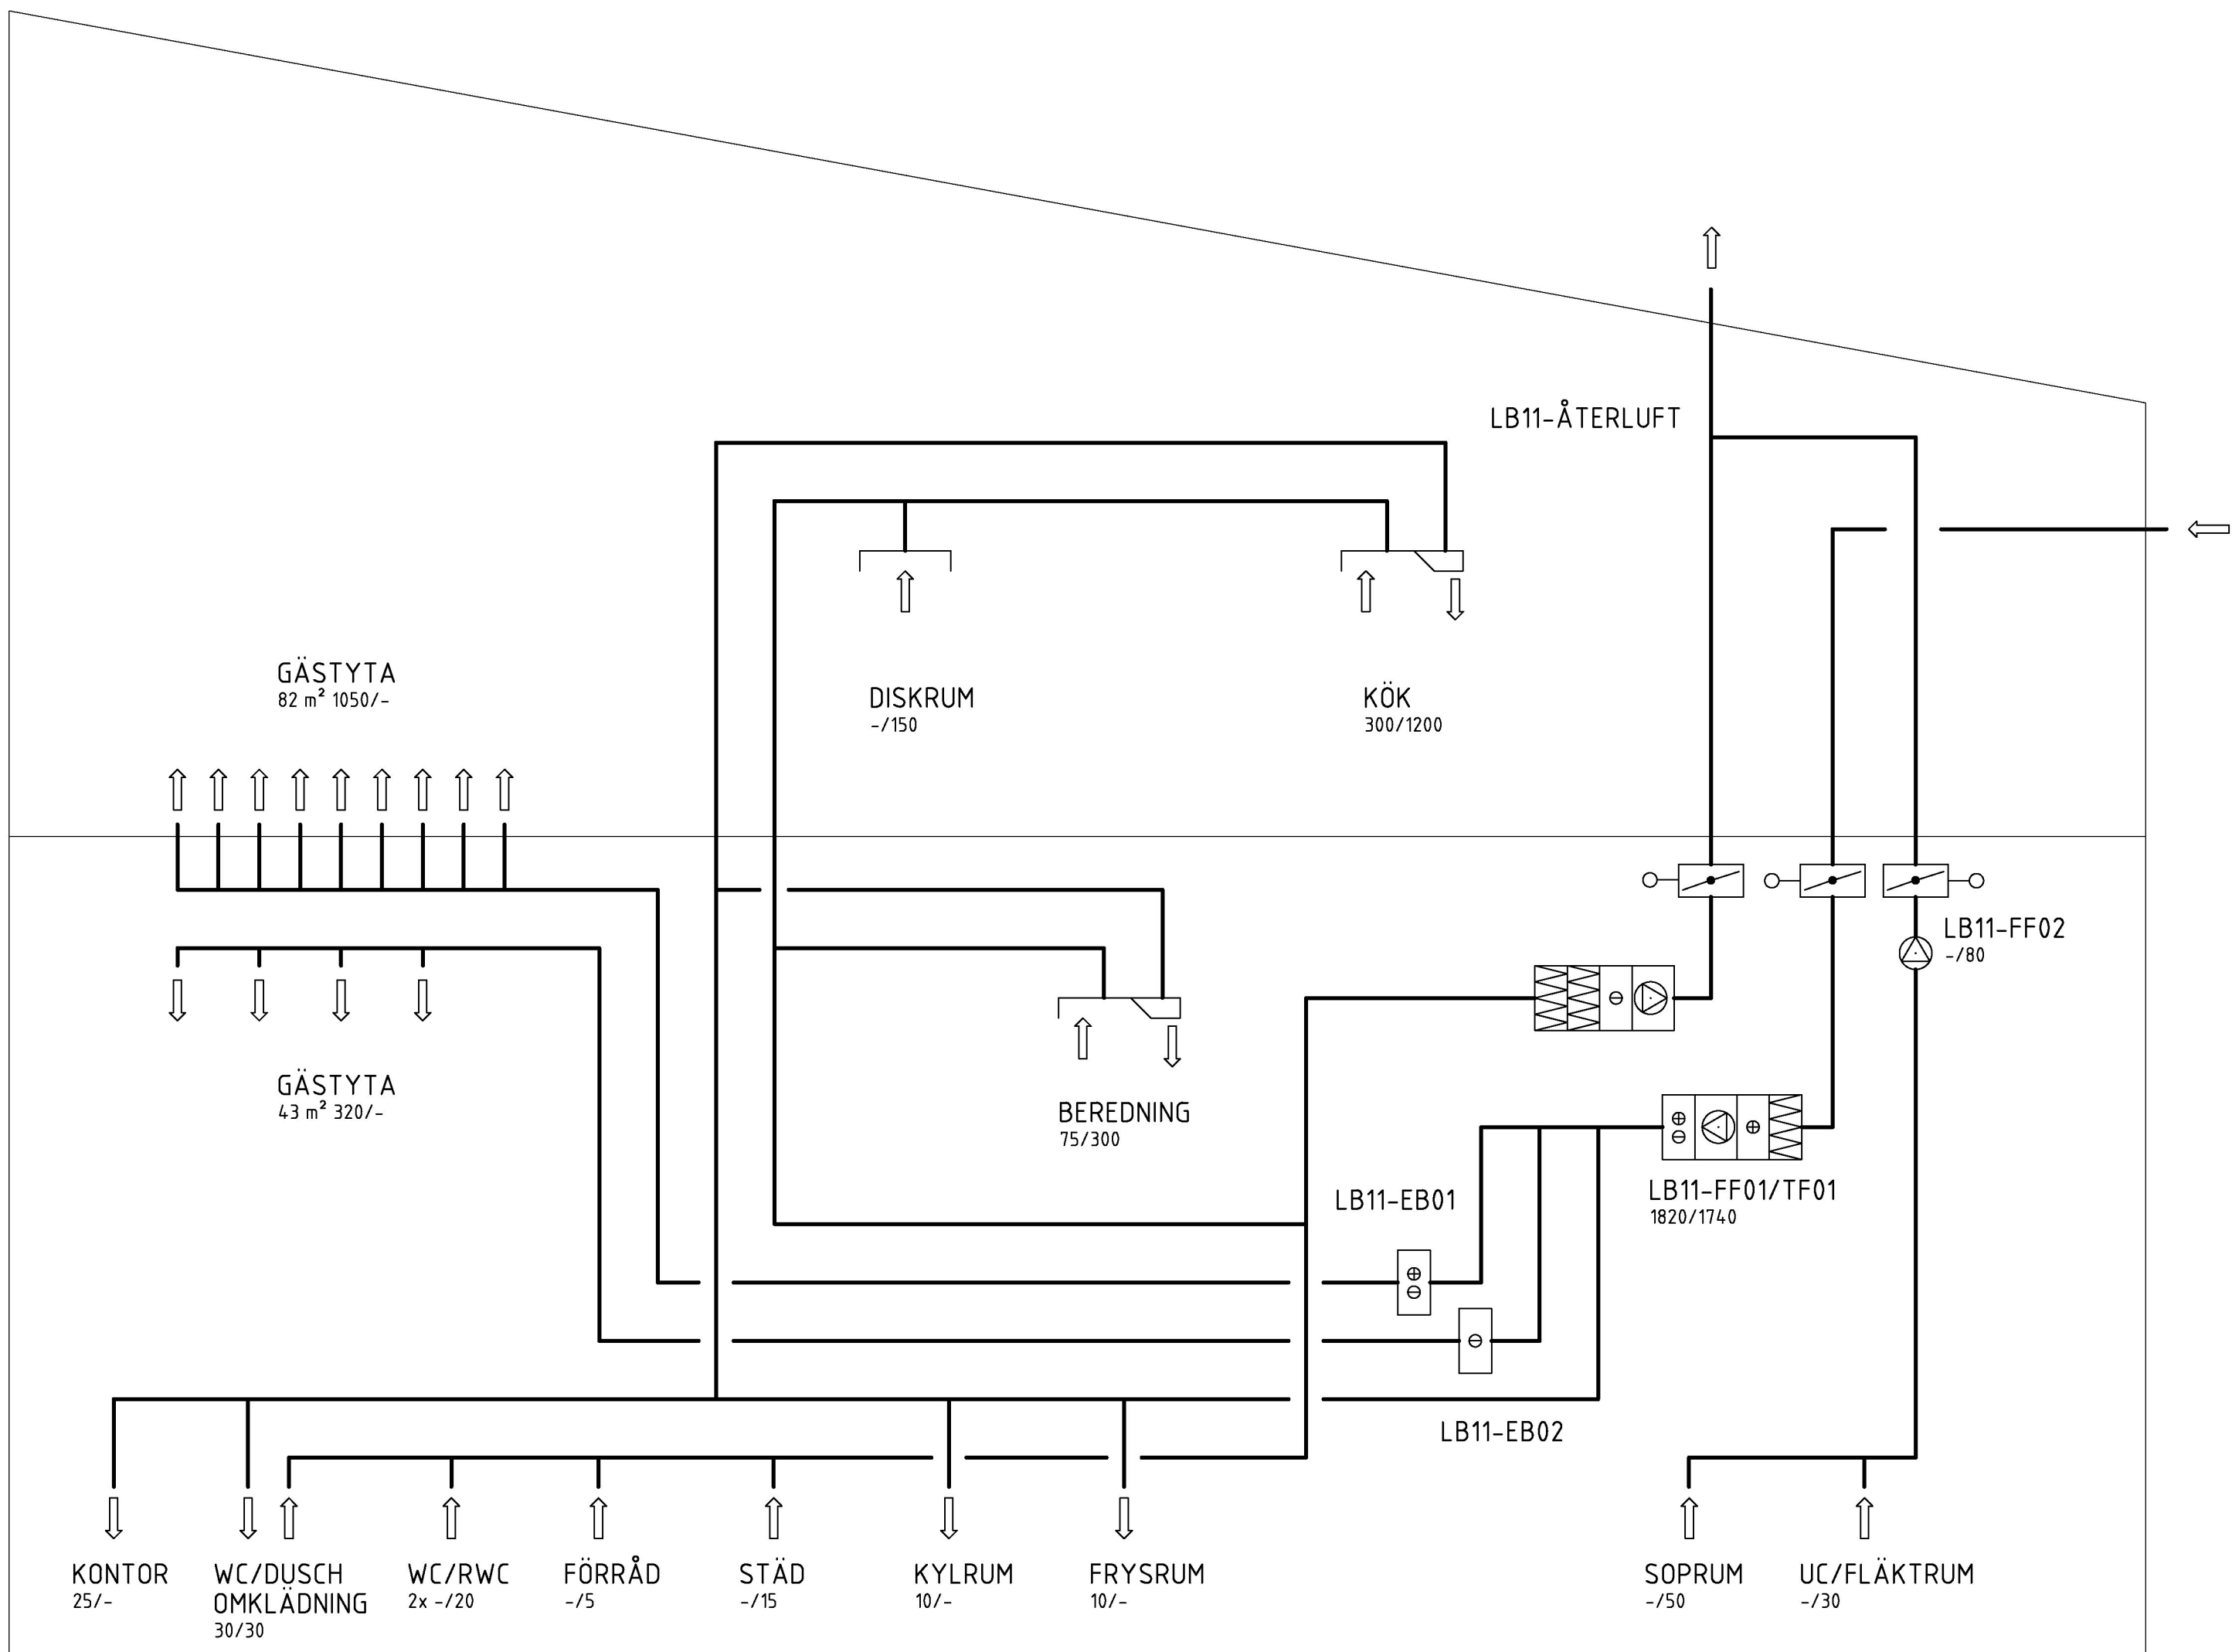 LB11-ÅTERLUFT
GÄSTYTA
82 m² 1050/-
DISKRUM
-/150
KÖK
300/1200
LB11-FF02
-/80
GÄSTYTA
43 m² 320/-
BEREDNING
75/300
LB11-EB01
LB11-FF01/TF01
1820/1740
LB11-EB02
KONTOR
25/-
WC/DUSCH
OMKLÄDNING
30/30
WC/RWC
2x -/20
FÖRRÅD
-/5
STÄD
-/15
KYLRUM
10/-
FRYSRUM
10/-
SOPRUM
-/50
UC/FLÄKTRUM
-/30